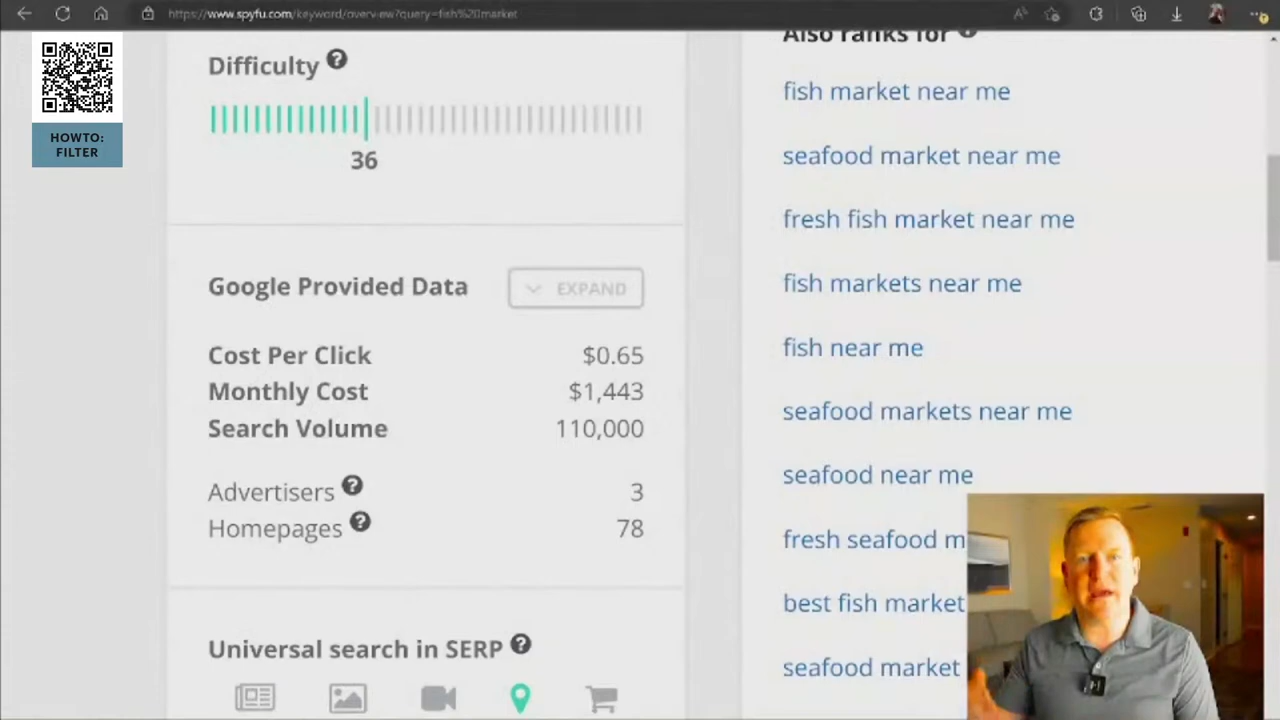 https://www.spyfu.com/keyword/overview?query=fish%20market
HOWTO:
FILTER
Difficulty
36
Google Provided Data
EXPAND
Cost Per Click $0.65
Monthly Cost $1,443
Search Volume 110,000
Advertisers 3
Homepages 78
Universal search in SERP
Also ranks for
fish market near me
seafood market near me
fresh fish market near me
fish markets near me
fish near me
seafood markets near me
seafood near me
fresh seafood m
best fish market
seafood market